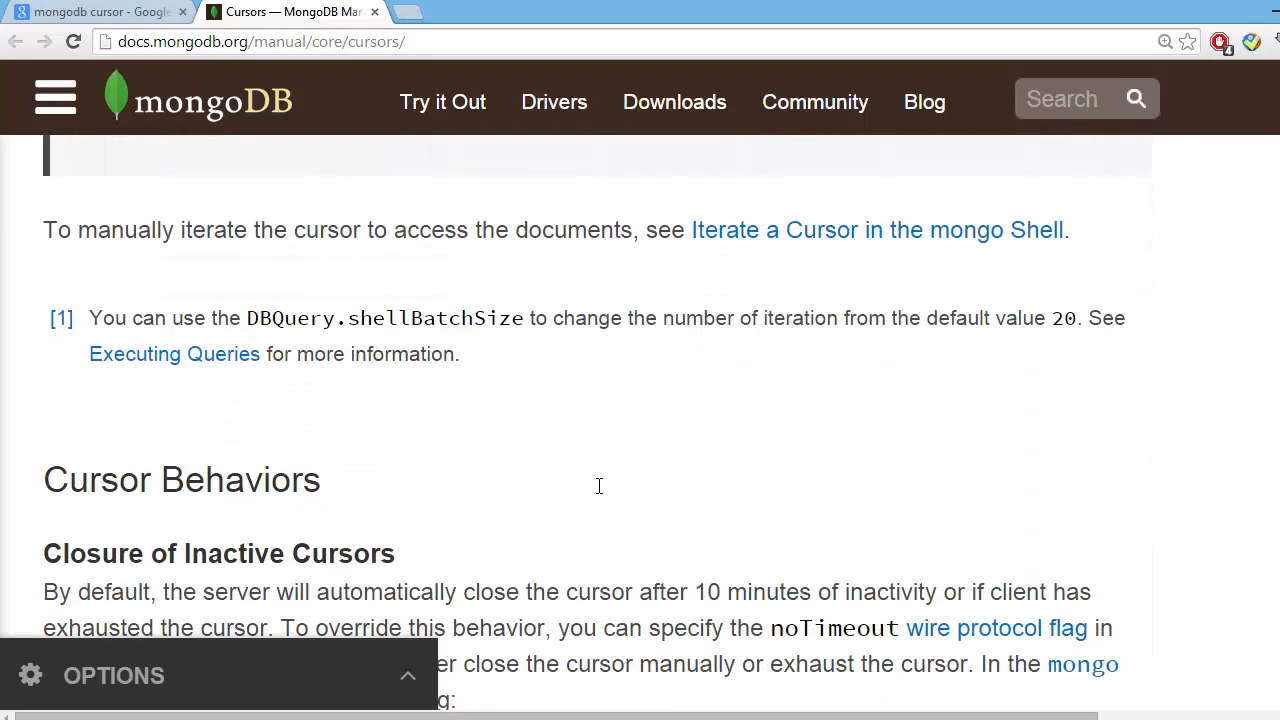 mongodb cursor - Google
Cursors — MongoDB Mar
docs.mongodb.org/manual/core/cursors/
4
mongoDB
Try it Out
Drivers
Downloads
Community
Blog
Search
To manually iterate the cursor to access the documents, see Iterate a Cursor in the mongo Shell.
[1] You can use the DBQuery.shellBatchSize to change the number of iteration from the default value 20. See
Executing Queries for more information.
Cursor Behaviors
Closure of Inactive Cursors
By default, the server will automatically close the cursor after 10 minutes of inactivity or if client has
exhausted the cursor. To override this behavior, you can specify the noTimeout wire protocol flag in
er close the cursor manually or exhaust the cursor. In the mongo
g:
OPTIONS